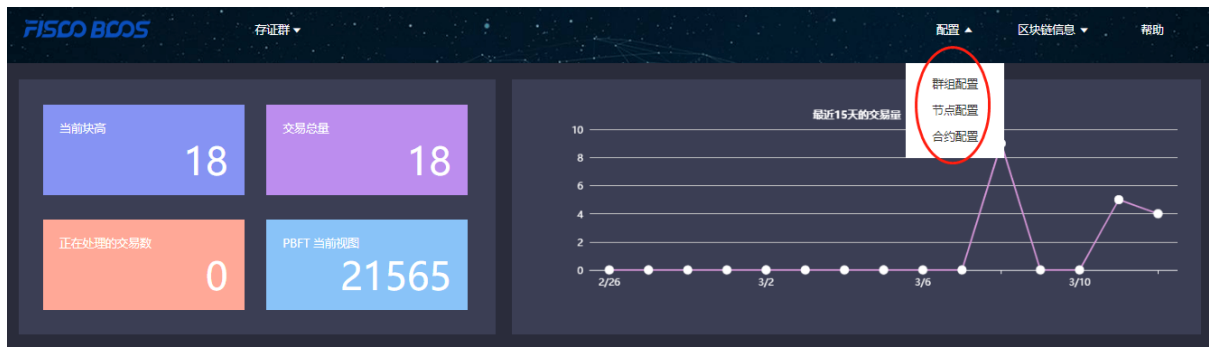 FISCO BCOS 存证群 配置 区块链信息 帮助
群组配置
节点配置
合约配置
当前块高
18
交易总量
18
正在处理的交易数
0
PBFT 当前视图
21565
最近15天的交易量
10
8
6
4
2
0
2/26 3/2 3/6 3/10